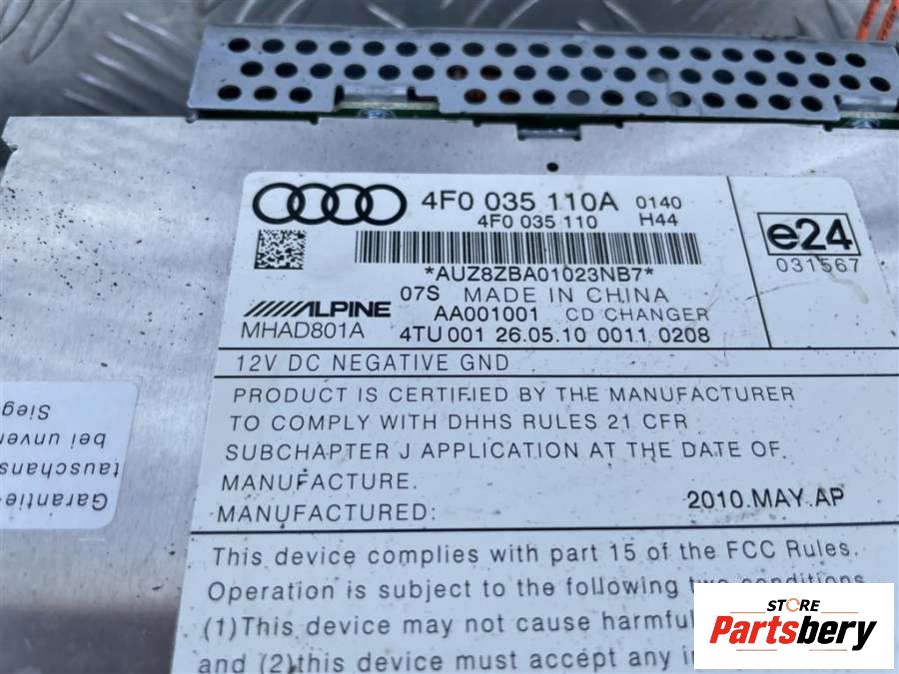 4F0 035 110A 0140
4F0 035 110 H44
e24
031567
*AUZ8ZBA01023NB7*
07S MADE IN CHINA
ALPINE AA001001 CD CHANGER
MHAD801A 4TU 001 26.05.10 0011 0208
12V DC NEGATIVE GND
PRODUCT IS CERTIFIED BY THE MANUFACTURER
TO COMPLY WITH DHHS RULES 21 CFR
SUBCHAPTER J APPLICATION AT THE DATE OF
MANUFACTURE.
MANUFACTURED: 2010.MAY.AP
This device complies with part 15 of the FCC Rules.
Operation is subject to the following two conditions
(1)This device may not cause harmful
and (2)this device must accept any
Garantie-
tauschans
bei unver
Sieg
STORE
Partsbery